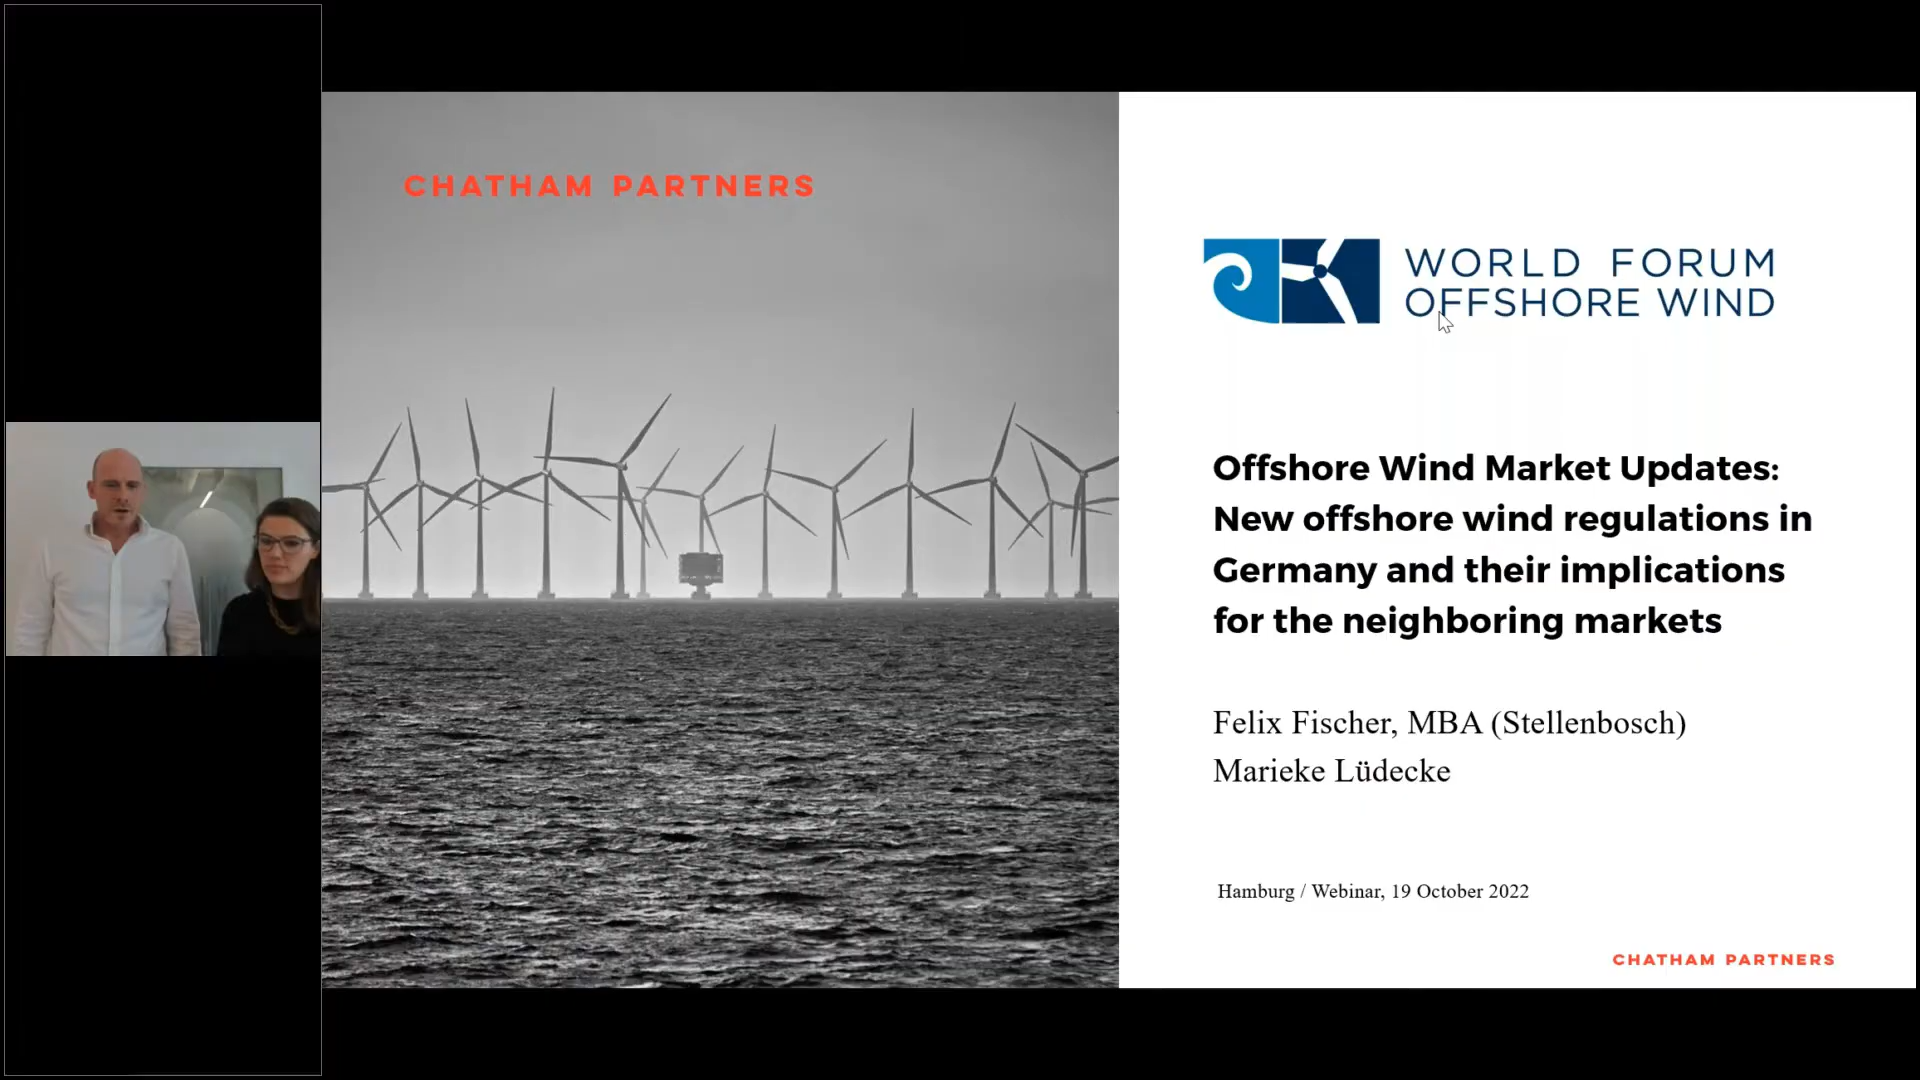 CHATHAM PARTNERS
WORLD FORUM
OFFSHORE WIND
Offshore Wind Market Updates:
New offshore wind regulations in
Germany and their implications
for the neighboring markets
Felix Fischer, MBA (Stellenbosch)
Marieke Lüdecke
Hamburg / Webinar, 19 October 2022
CHATHAM PARTNERS